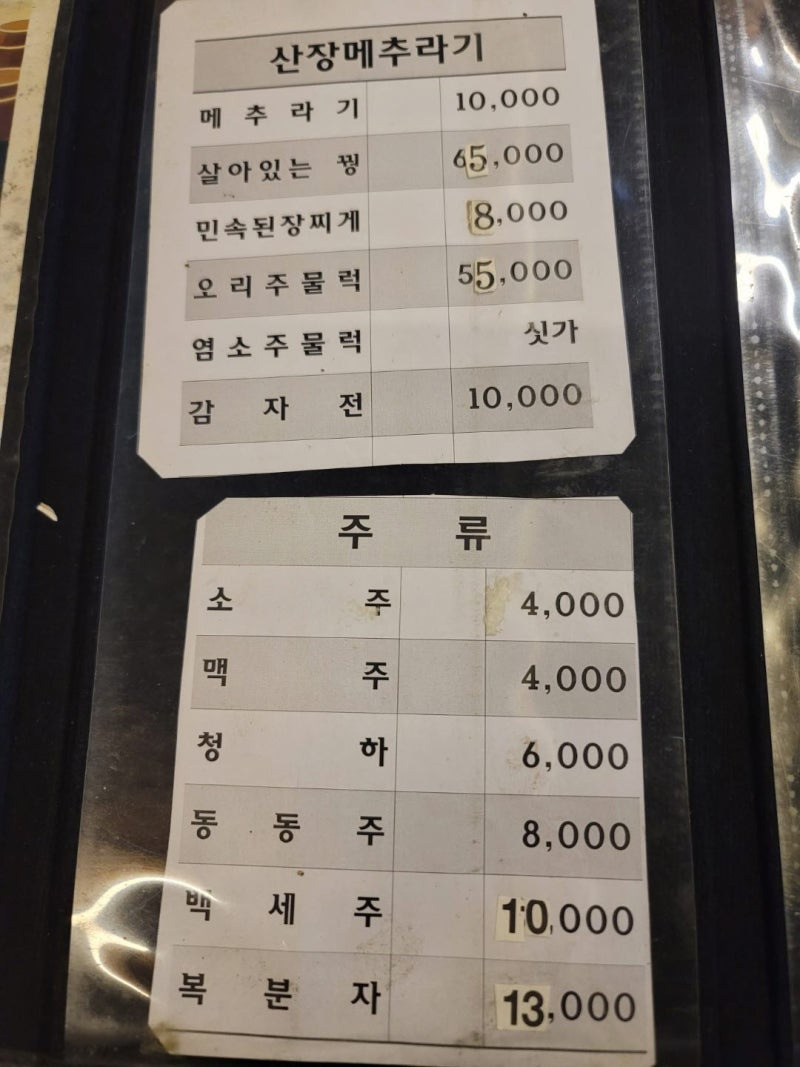 산장메추라기
메추라기 10,000
살아있는 꿩 65,000
민속된장찌게 8,000
오리주물럭 55,000
염소주물럭 싯가
감자전 10,000
주류
소주 4,000
맥주 4,000
청하 6,000
동동주 8,000
백세주 10,000
복분자 13,000